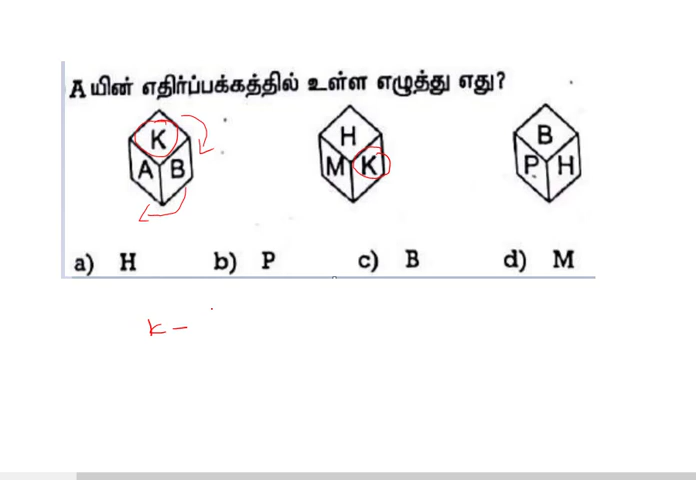 A யின் எதிர்ப்பக்கத்தில் உள்ள எழுத்து எது?
K H B
A B M K P H
a) H b) P c) B d) M
K –